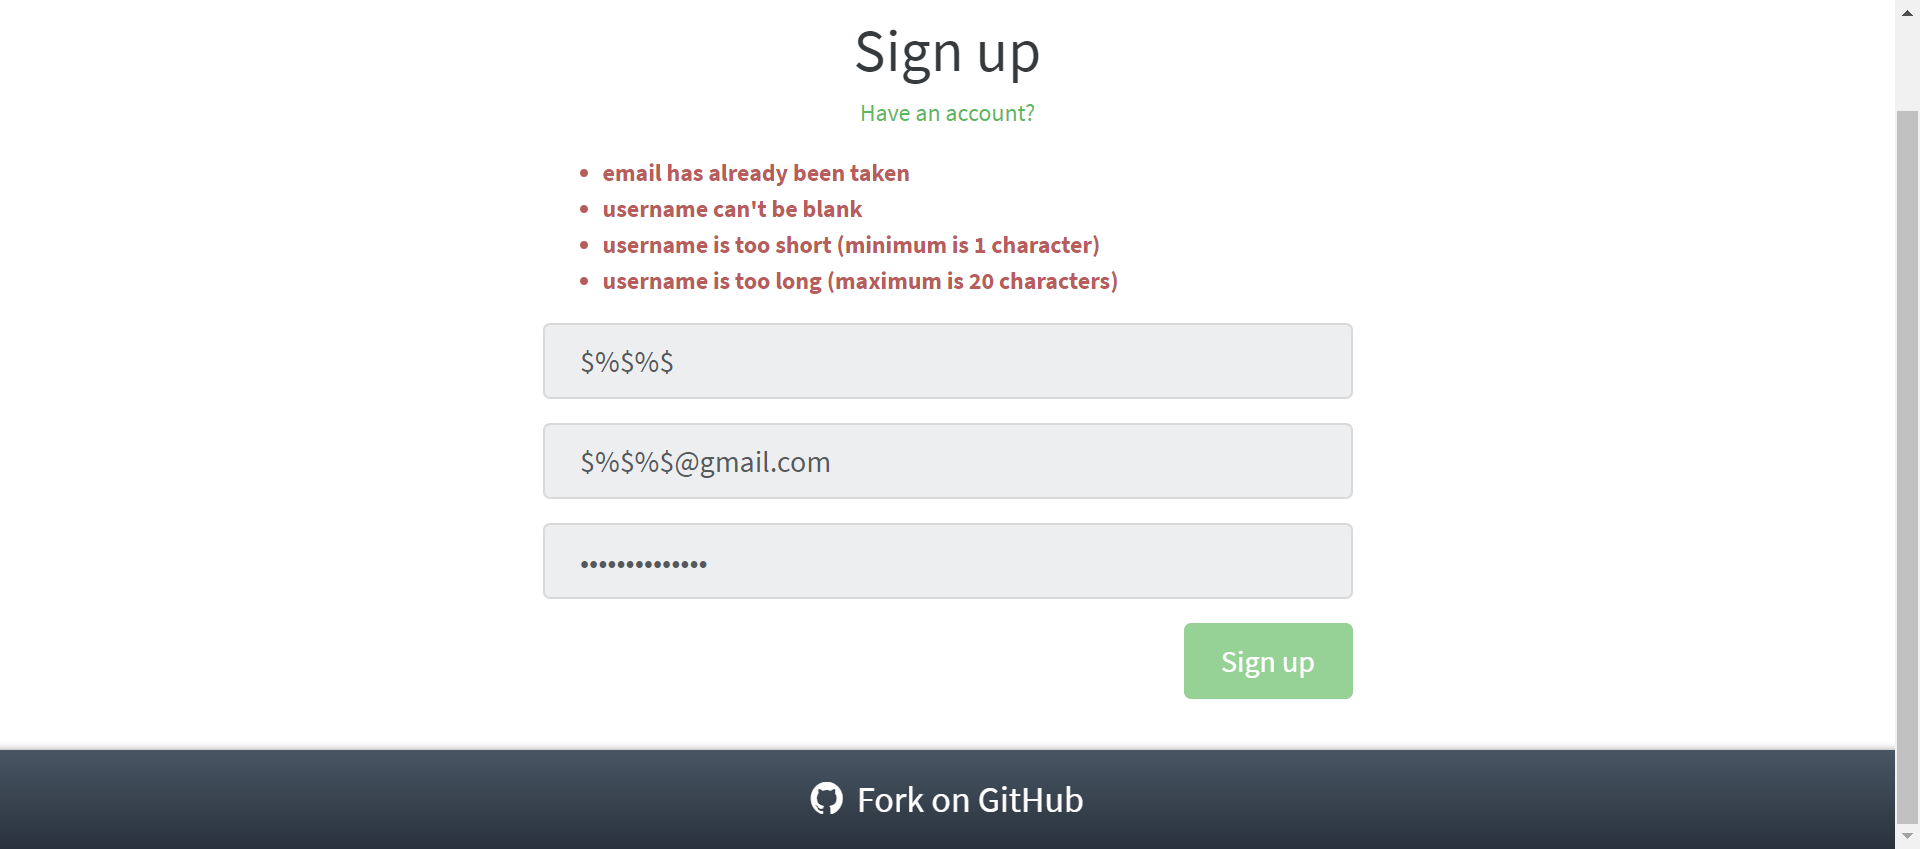 Sign up
Have an account?
email has already been taken
username can't be blank
username is too short (minimum is 1 character)
username is too long (maximum is 20 characters)
$%$%$
$%$%$@gmail.com
••••••••••••••
Sign up
Fork on GitHub